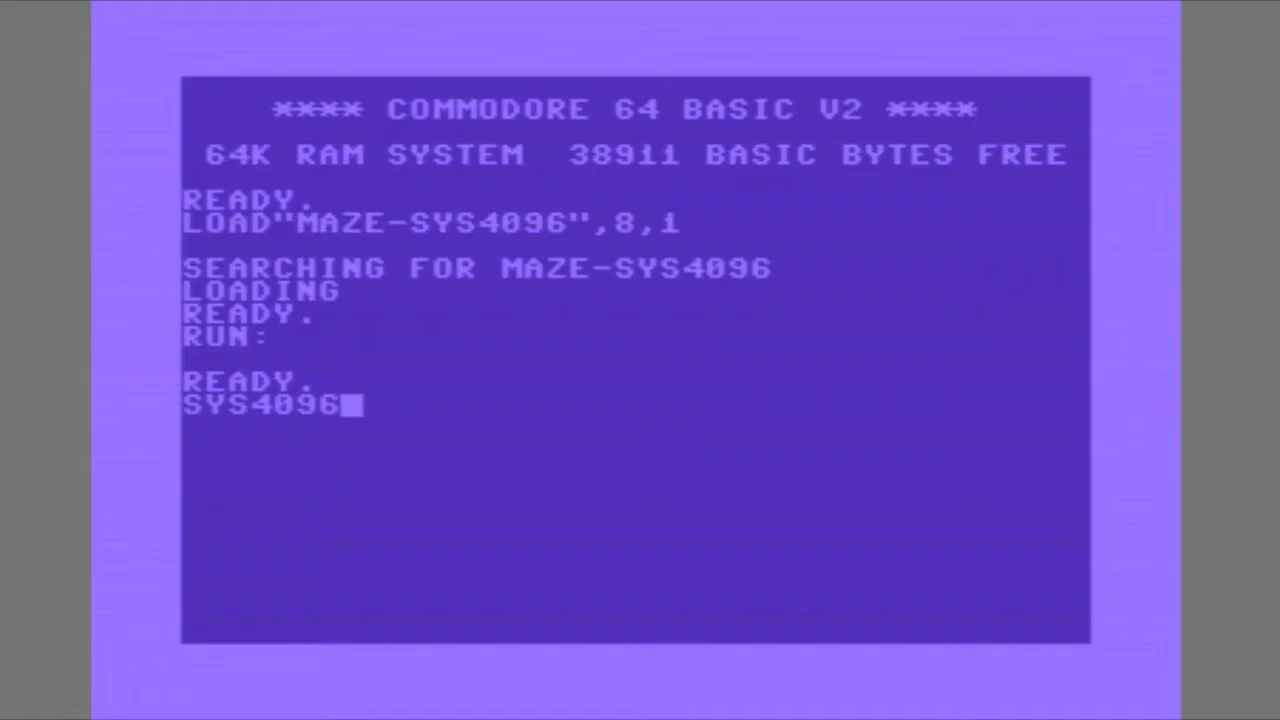 **** COMMODORE 64 BASIC V2 ****
64K RAM SYSTEM  38911 BASIC BYTES FREE
READY.
LOAD"MAZE-SYS4096",8,1
SEARCHING FOR MAZE-SYS4096
LOADING
READY.
RUN:
READY.
SYS4096